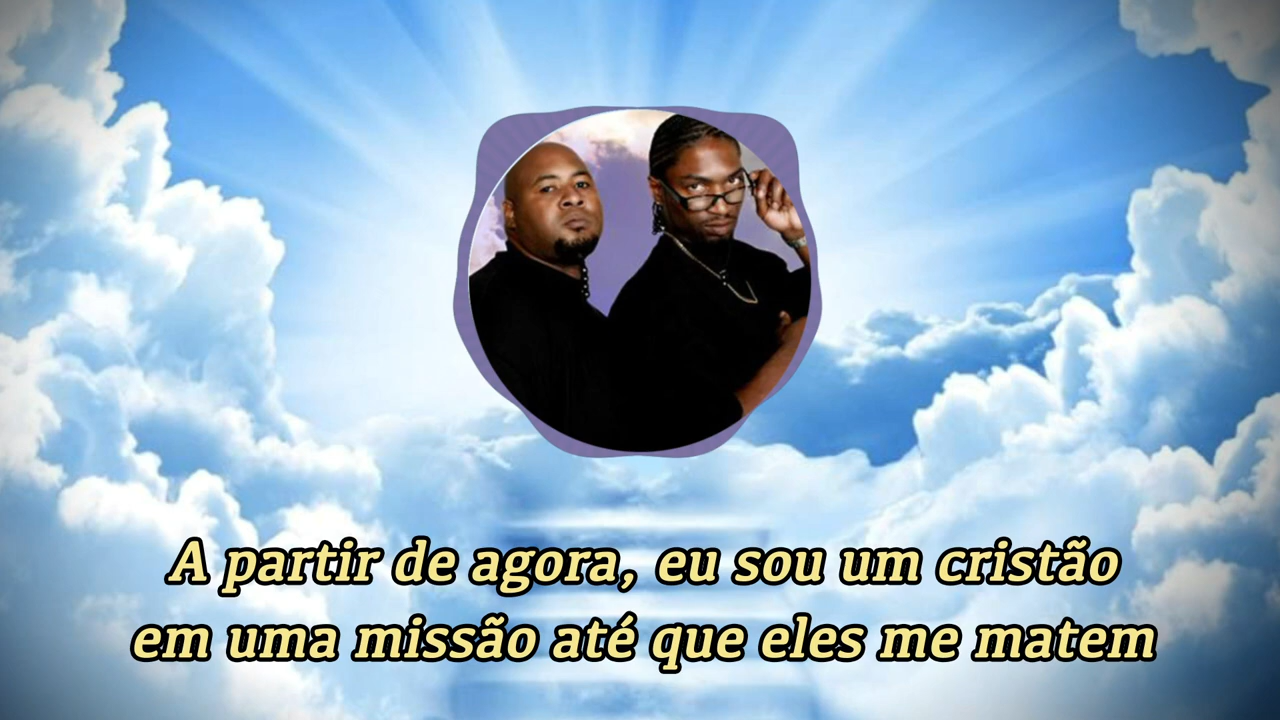 A partir de agora, eu sou um cristão
em uma missão até que eles me matem